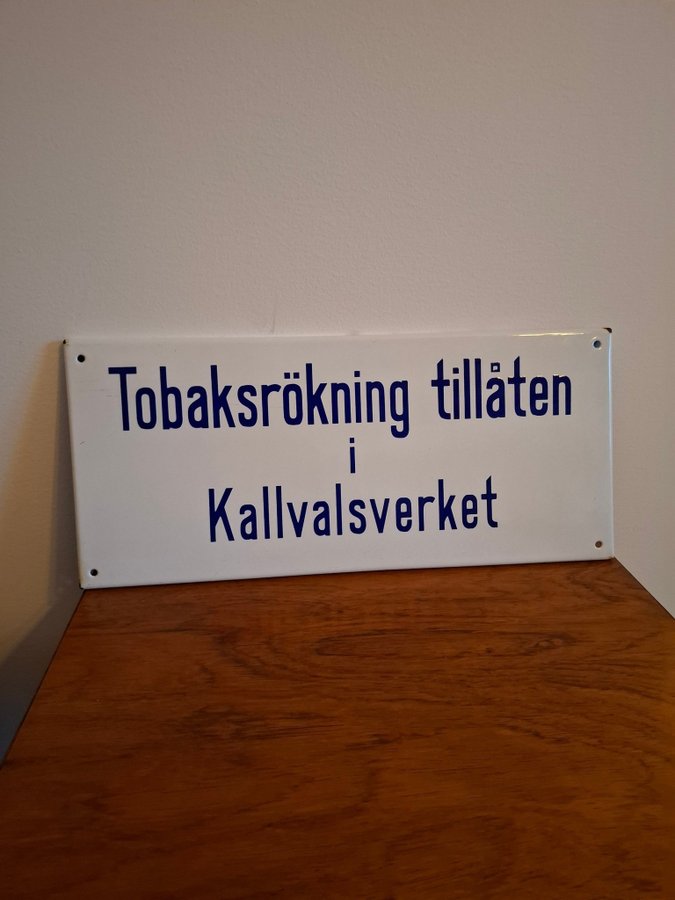 Tobaksrökning tillåten
i
Kallvalsverket